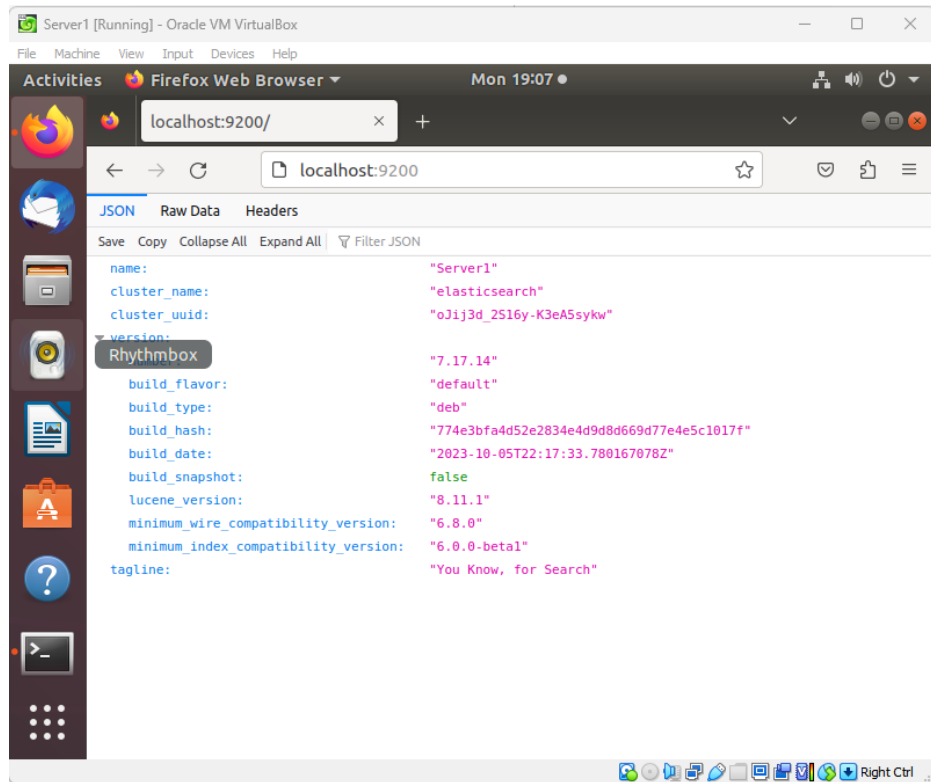 Server1 [Running] - Oracle VM VirtualBox
File Machine View Input Devices Help
Activities Firefox Web Browser Mon 19:07
localhost:9200/
localhost:9200
JSON Raw Data Headers
Save Copy Collapse All Expand All Filter JSON
name: "Server1"
cluster_name: "elasticsearch"
cluster_uuid: "oJij3d_2S16y-K3eA5sykw"
version:
Rhythmbox
"7.17.14"
build_flavor: "default"
build_type: "deb"
build_hash: "774e3bfa4d52e2834e4d9d8d669d77e4e5c1017f"
build_date: "2023-10-05T22:17:33.780167078Z"
build_snapshot: false
lucene_version: "8.11.1"
minimum_wire_compatibility_version: "6.8.0"
minimum_index_compatibility_version: "6.0.0-beta1"
tagline: "You Know, for Search"
Right Ctrl